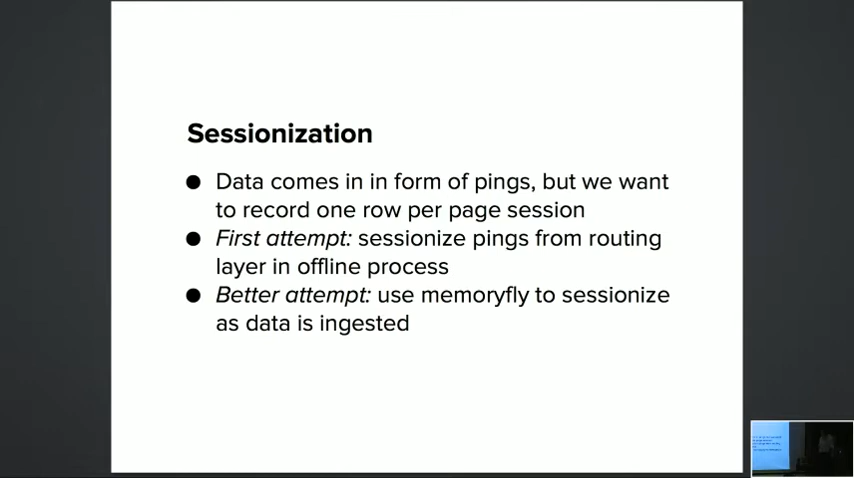 Sessionization
● Data comes in in form of pings, but we want
to record one row per page session
● First attempt: sessionize pings from routing
layer in offline process
● Better attempt: use memoryfly to sessionize
as data is ingested